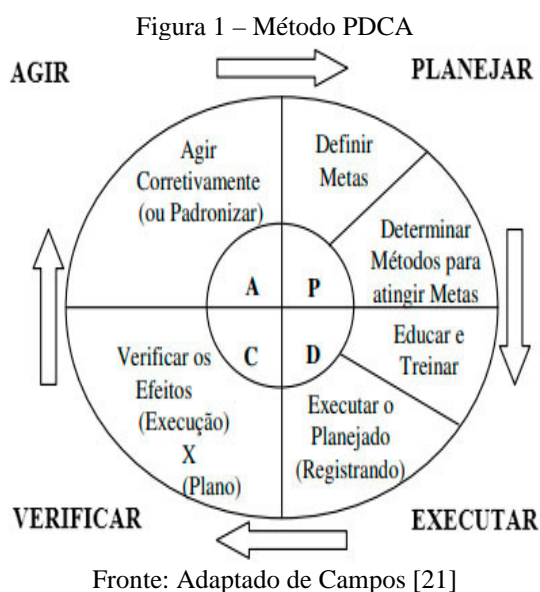 Figura 1 – Método PDCA
AGIR
PLANEJAR
Agir
Corretivamente
(ou Padronizar)
Definir
Metas
Determinar
Métodos para
atingir Metas
A
P
C
D
Verificar os
Efeitos
(Execução)
X
(Plano)
Educar e
Treinar
Executar o
Planejado
(Registrando)
VERIFICAR
EXECUTAR
Fronte: Adaptado de Campos [21]